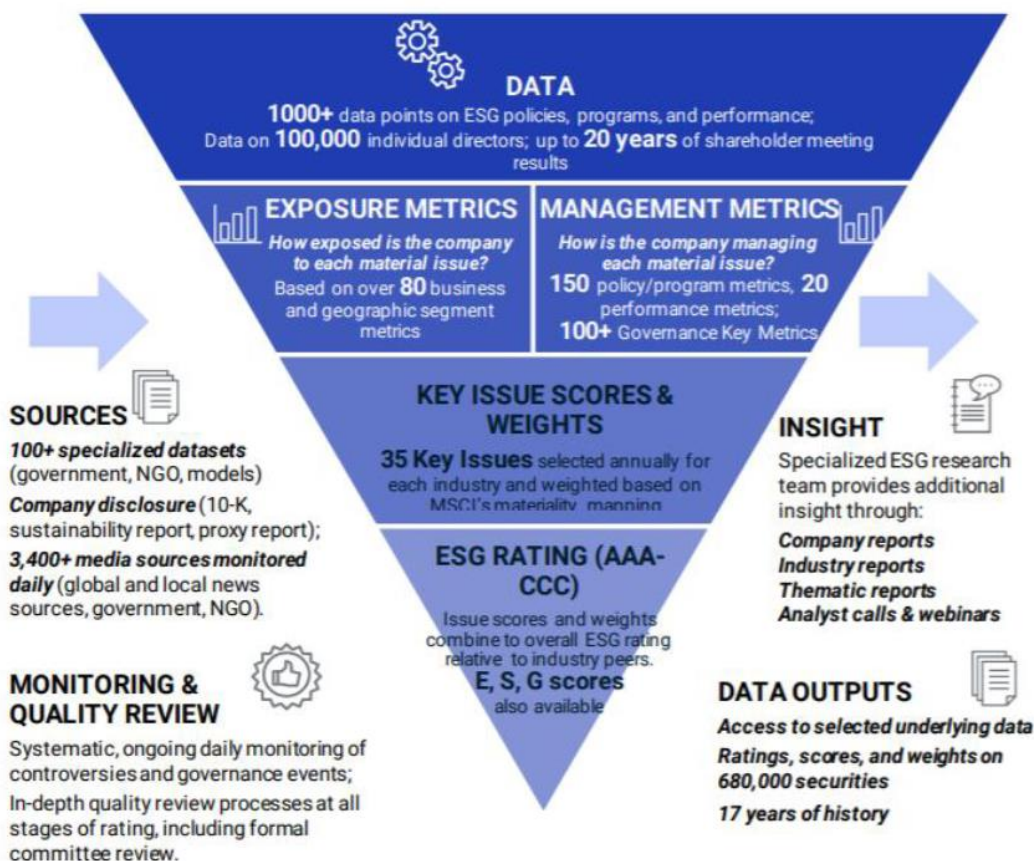 DATA
1000+ data points on ESG policies, programs, and performance;
Data on 100,000 individual directors; up to 20 years of shareholder meeting
results
EXPOSURE METRICS
How exposed is the company
to each material issue?
Based on over 80 business
and geographic segment
metrics
MANAGEMENT METRICS
How is the company managing
each material issue?
150 policy/program metrics, 20
performance metrics;
100+ Governance Key Metrics
KEY ISSUE SCORES &
WEIGHTS
35 Key Issues selected annually for
each industry and weighted based on
MSCI's materiality mapping
ESG RATING (AAA-
CCC)
Issue scores and weights
combine to overall ESG rating
relative to industry peers.
E, S, G scores
also available
SOURCES
100+ specialized datasets
(government, NGO, models)
Company disclosure (10-K,
sustainability report, proxy report);
3,400+ media sources monitored
daily (global and local news
sources, government, NGO).
MONITORING &
QUALITY REVIEW
Systematic, ongoing daily monitoring of
controversies and governance events;
In-depth quality review processes at all
stages of rating, including formal
committee review.
INSIGHT
Specialized ESG research
team provides additional
insight through:
Company reports
Industry reports
Thematic reports
Analyst calls & webinars
DATA OUTPUTS
Access to selected underlying data
Ratings, scores, and weights on
680,000 securities
17 years of history